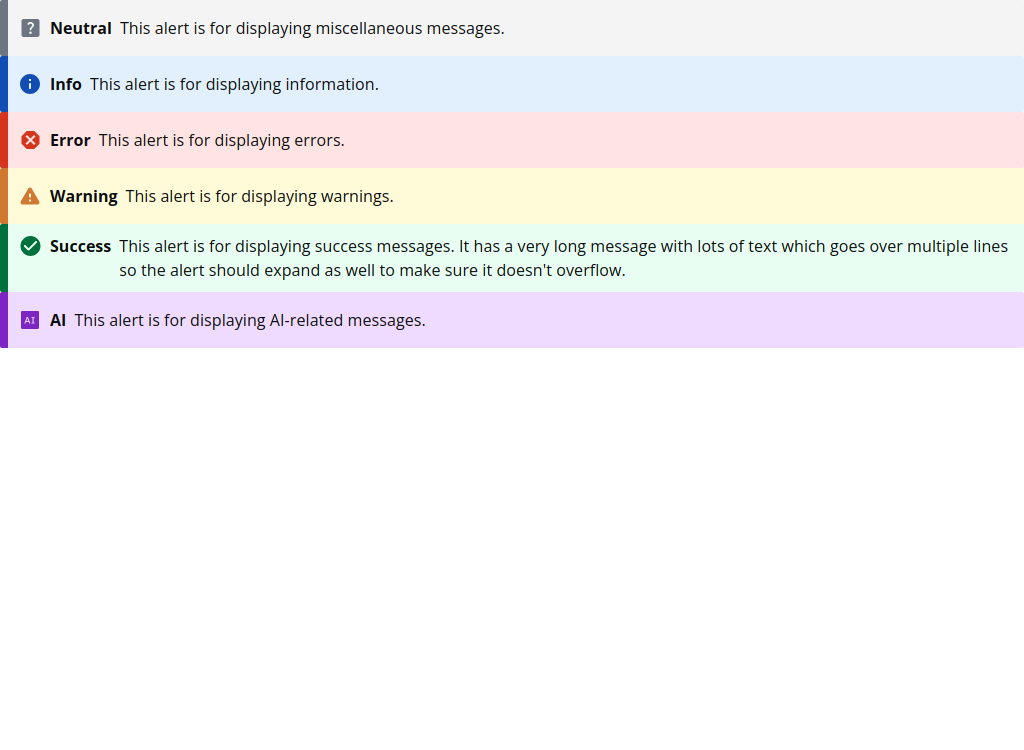 ? Neutral This alert is for displaying miscellaneous messages.
i Info This alert is for displaying information.
Error This alert is for displaying errors.
! Warning This alert is for displaying warnings.
Success This alert is for displaying success messages. It has a very long message with lots of text which goes over multiple lines
so the alert should expand as well to make sure it doesn't overflow.
AI AI This alert is for displaying AI-related messages.